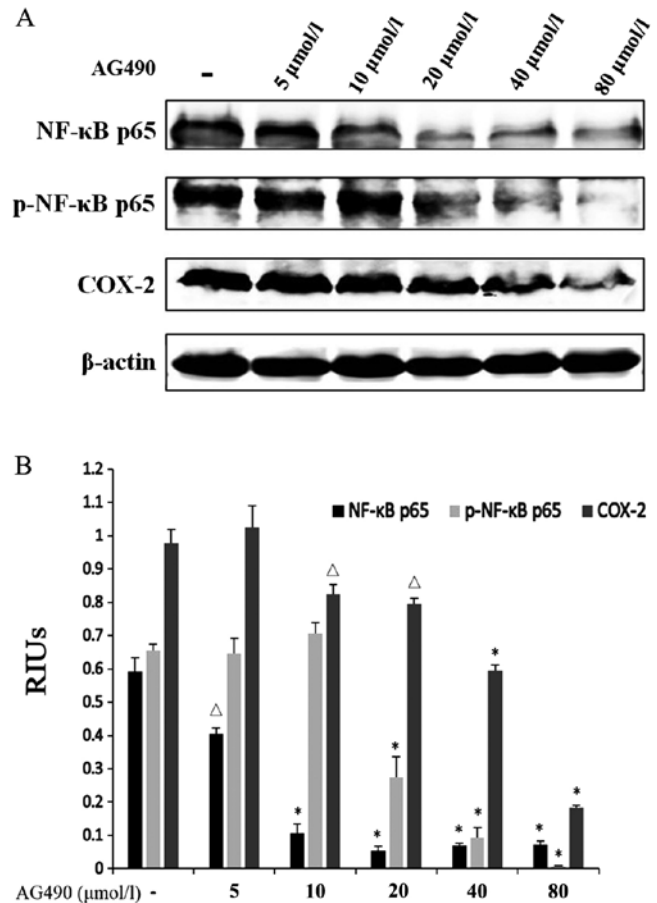 A
AG490 - 5 μmol/l 10 μmol/l 20 μmol/l 40 μmol/l 80 μmol/l
NF-κB p65
p-NF-κB p65
COX-2
β-actin
B
NF-κB p65 p-NF-κB p65 COX-2
RIUs
1.2
1.1
1
0.9
0.8
0.7
0.6
0.5
0.4
0.3
0.2
0.1
0
△ * △ * * △ * * * * * *
AG490 (μmol/l) - 5 10 20 40 80